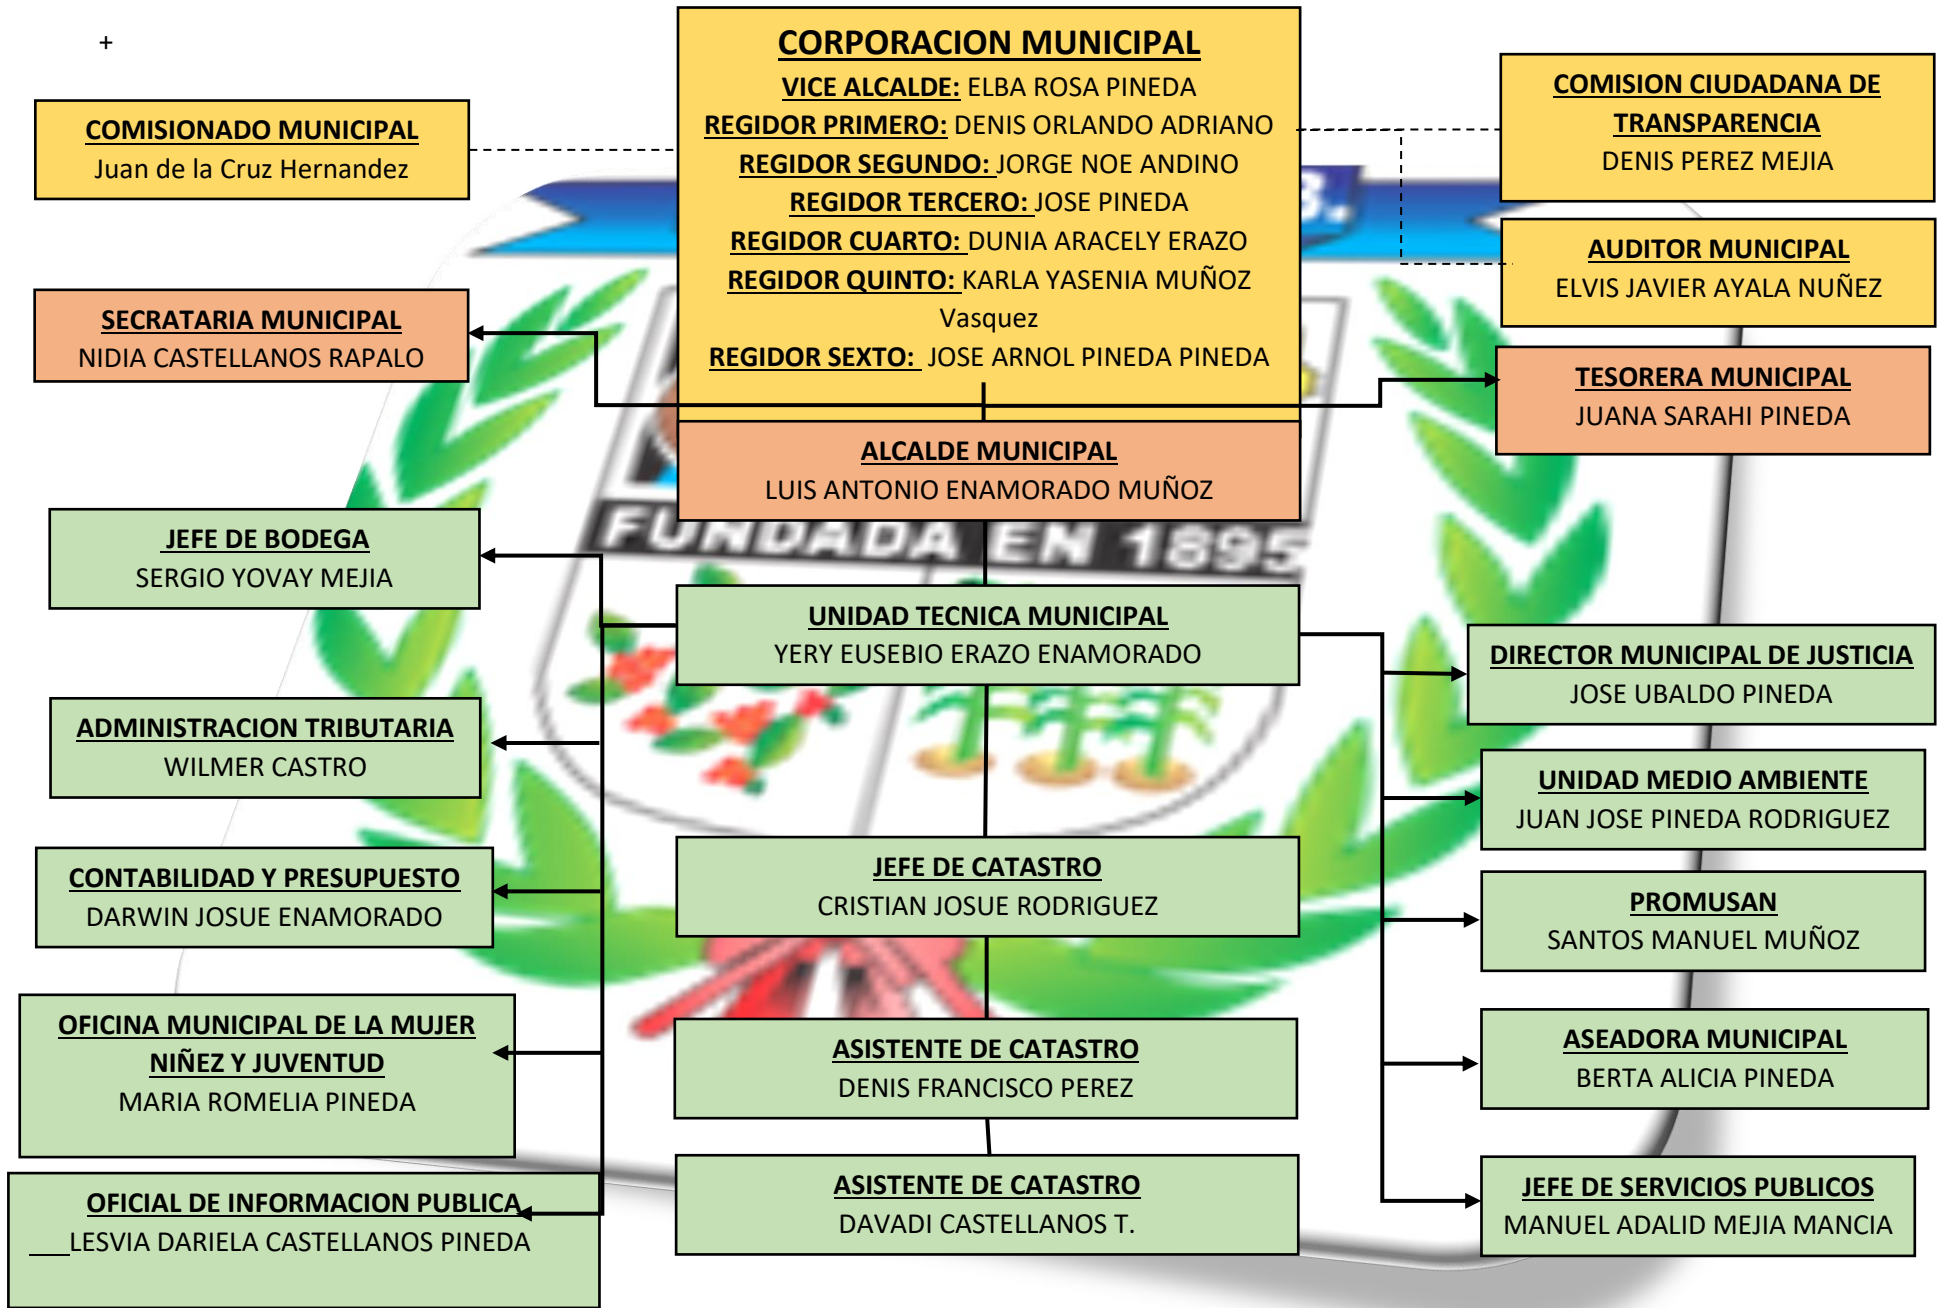 +
CORPORACION MUNICIPAL
VICE ALCALDE: ELBA ROSA PINEDA
REGIDOR PRIMERO: DENIS ORLANDO ADRIANO
REGIDOR SEGUNDO: JORGE NOE ANDINO
REGIDOR TERCERO: JOSE PINEDA
REGIDOR CUARTO: DUNIA ARACELY ERAZO
REGIDOR QUINTO: KARLA YASENIA MUÑOZ
Vasquez
REGIDOR SEXTO: JOSE ARNOL PINEDA PINEDA
COMISIONADO MUNICIPAL
Juan de la Cruz Hernandez
COMISION CIUDADANA DE
TRANSPARENCIA
DENIS PEREZ MEJIA
AUDITOR MUNICIPAL
ELVIS JAVIER AYALA NUÑEZ
SECRATARIA MUNICIPAL
NIDIA CASTELLANOS RAPALO
TESORERA MUNICIPAL
JUANA SARAHI PINEDA
ALCALDE MUNICIPAL
LUIS ANTONIO ENAMORADO MUÑOZ
FUNDADA EN 1895
JEFE DE BODEGA
SERGIO YOVAY MEJIA
UNIDAD TECNICA MUNICIPAL
YERY EUSEBIO ERAZO ENAMORADO
DIRECTOR MUNICIPAL DE JUSTICIA
JOSE UBALDO PINEDA
ADMINISTRACION TRIBUTARIA
WILMER CASTRO
UNIDAD MEDIO AMBIENTE
JUAN JOSE PINEDA RODRIGUEZ
CONTABILIDAD Y PRESUPUESTO
DARWIN JOSUE ENAMORADO
JEFE DE CATASTRO
CRISTIAN JOSUE RODRIGUEZ
PROMUSAN
SANTOS MANUEL MUÑOZ
OFICINA MUNICIPAL DE LA MUJER
NIÑEZ Y JUVENTUD
MARIA ROMELIA PINEDA
ASISTENTE DE CATASTRO
DENIS FRANCISCO PEREZ
ASEADORA MUNICIPAL
BERTA ALICIA PINEDA
OFICIAL DE INFORMACION PUBLICA
___LESVIA DARIELA CASTELLANOS PINEDA
ASISTENTE DE CATASTRO
DAVADI CASTELLANOS T.
JEFE DE SERVICIOS PUBLICOS
MANUEL ADALID MEJIA MANCIA